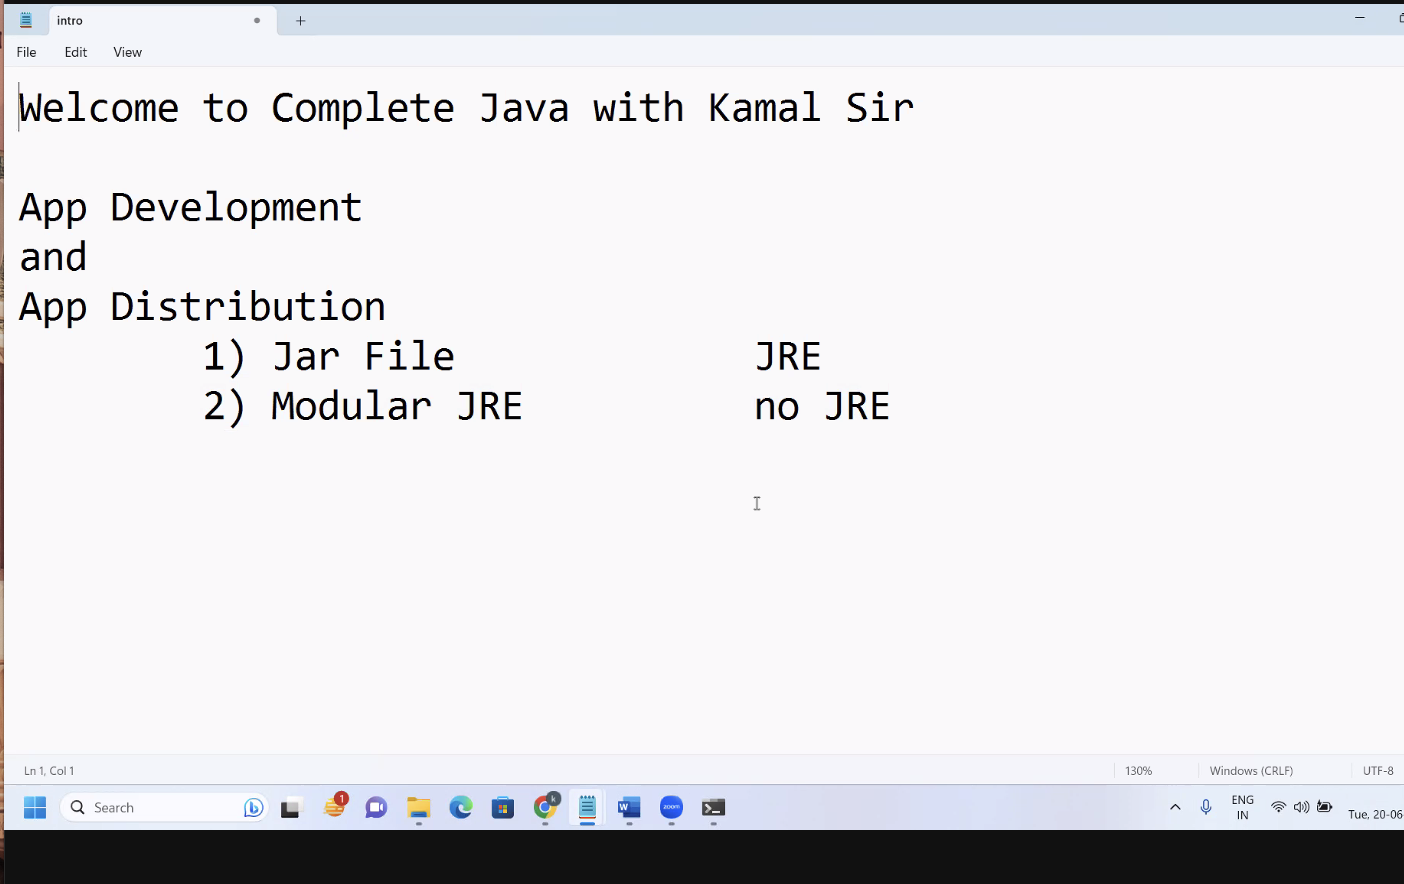 intro
File Edit View
Welcome to Complete Java with Kamal Sir
App Development
and
App Distribution
1) Jar File JRE
2) Modular JRE no JRE
Ln 1, Col 1 130% Windows (CRLF) UTF-8
Search 1 k zoom ENG
IN Tue, 20-06